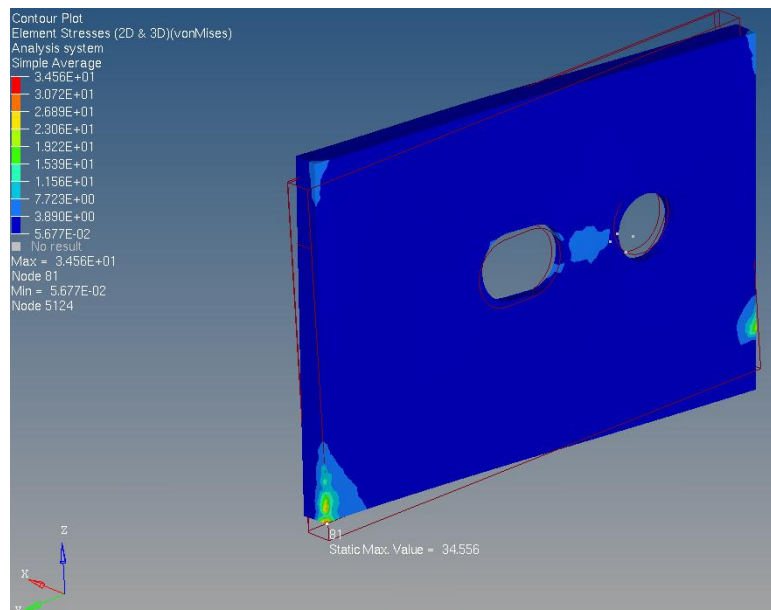 Contour Plot
Element Stresses (2D & 3D)(vonMises)
Analysis system
Simple Average
3.456E+01
3.072E+01
2.689E+01
2.306E+01
1.922E+01
1.539E+01
1.156E+01
7.723E+00
3.890E+00
5.677E-02
No result
Max = 3.456E+01
Node 81
Min = 5.677E-02
Node 5124
81
Static Max. Value = 34.556
Z
X
Y